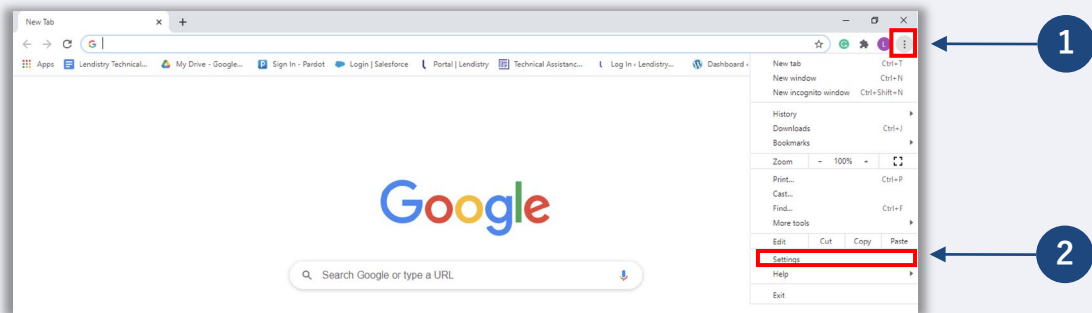 New Tab
G
L
Apps Lendistry Technical... My Drive - Google... Sign In - Pardot Login | Salesforce Portal | Lendistry Technical Assistanc... Log In ‹ Lendistry... Dashboard ‹
1
New tab Ctrl+T
New window Ctrl+N
New incognito window Ctrl+Shift+N
History
Downloads Ctrl+J
Bookmarks
Zoom - 100% +
Print... Ctrl+P
Cast...
Find... Ctrl+F
More tools
Edit Cut Copy Paste
Settings
Help
Exit
2
Google
Search Google or type a URL